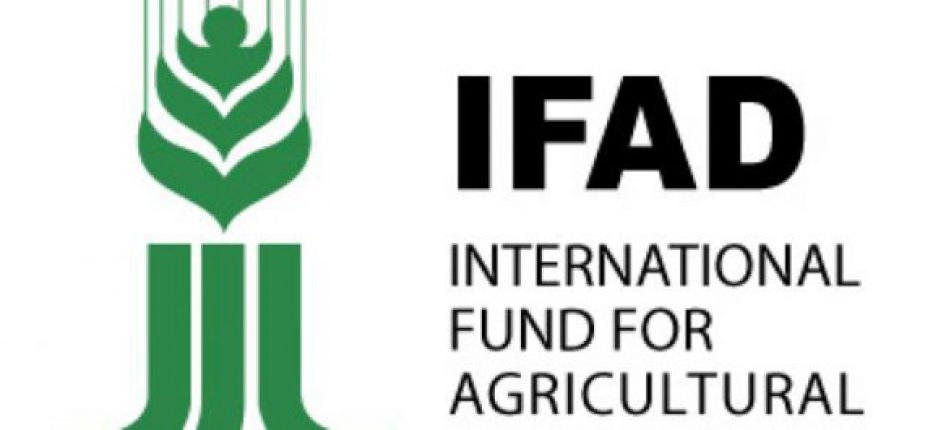 IFAD
INTERNATIONAL
FUND FOR
AGRICULTURAL